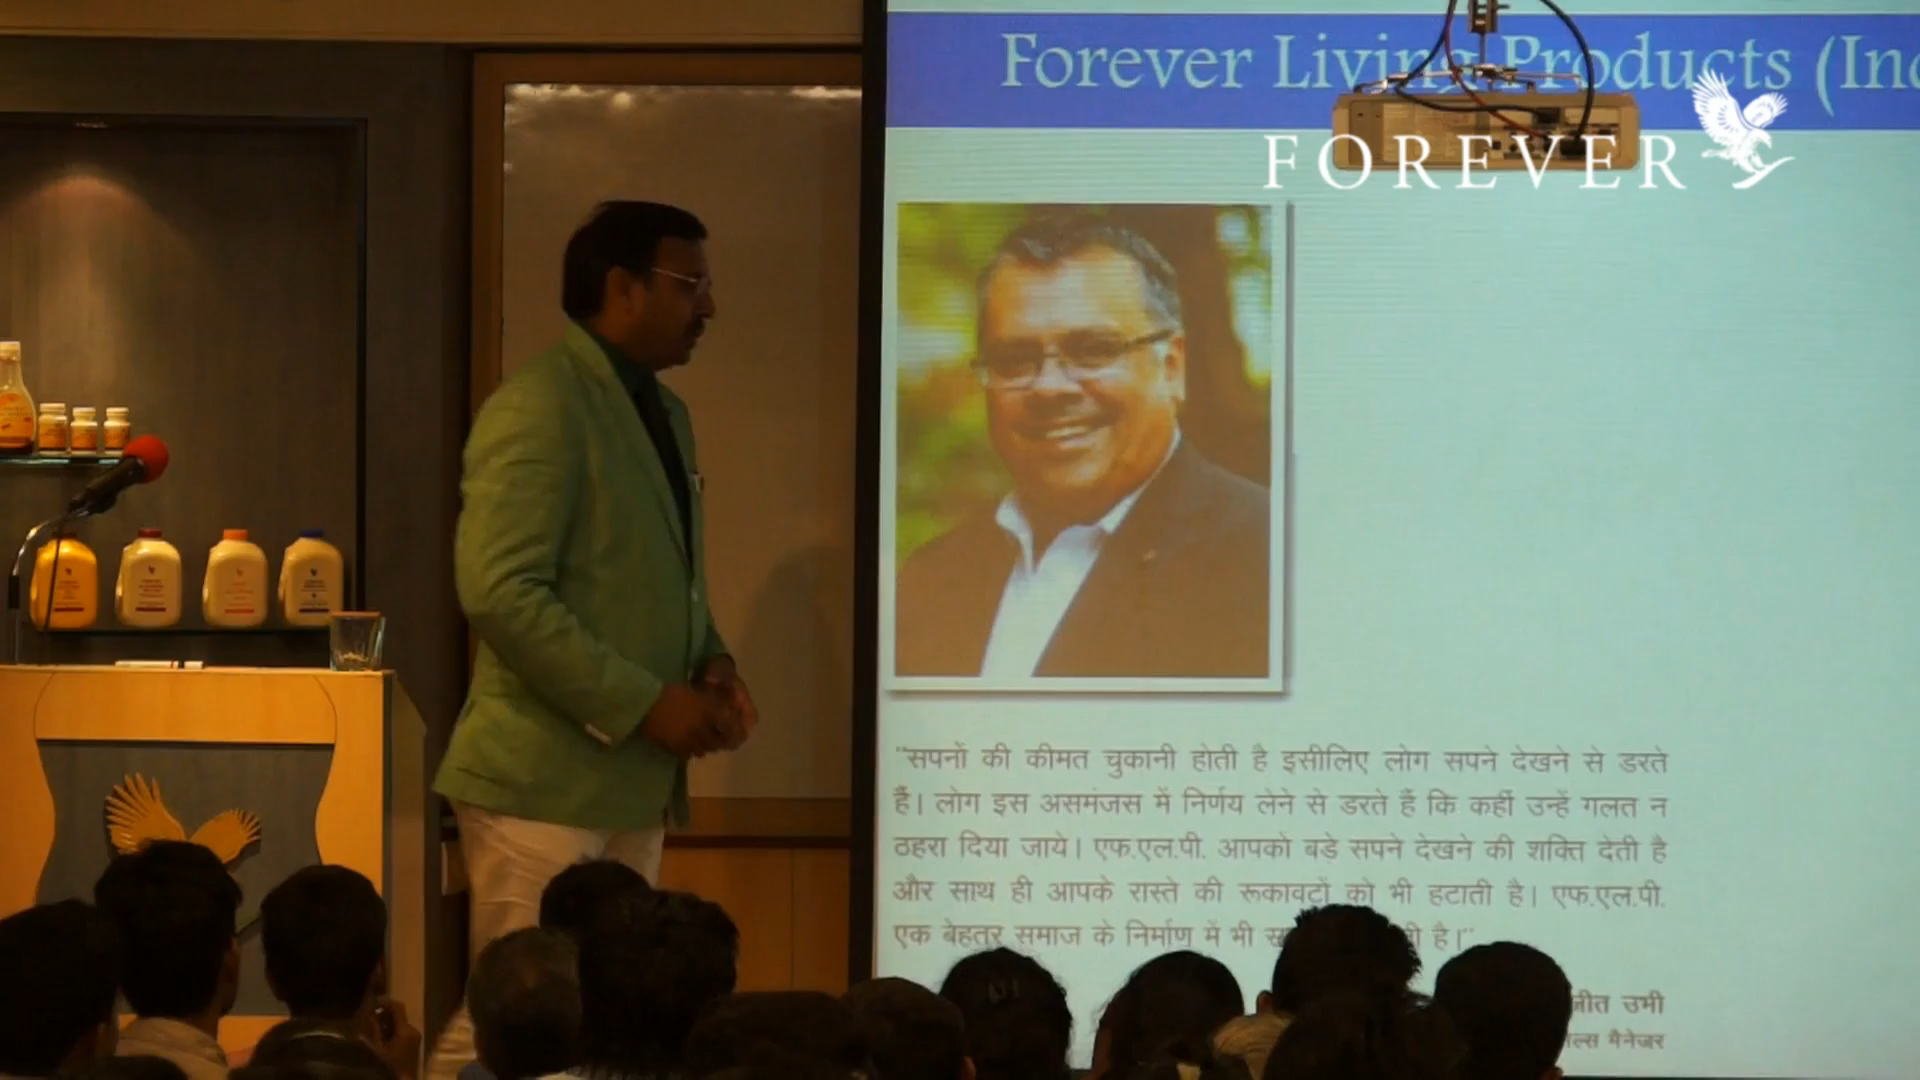 Forever Living Products (Ind
FOREVER
"सपनों की कीमत चुकानी होती है इसीलिए लोग सपने देखने से डरते
हैं। लोग इस असमंजस में निर्णय लेने से डरते हैं कि कहीं उन्हें गलत न
ठहरा दिया जाये। एफ.एल.पी. आपको बड़े सपने देखने की शक्ति देती है
और साथ ही आपके रास्ते की रूकावटों को भी हटाती है। एफ.एल.पी.
एक बेहतर समाज के निर्माण में भी है।"
उभी
मैनेजर